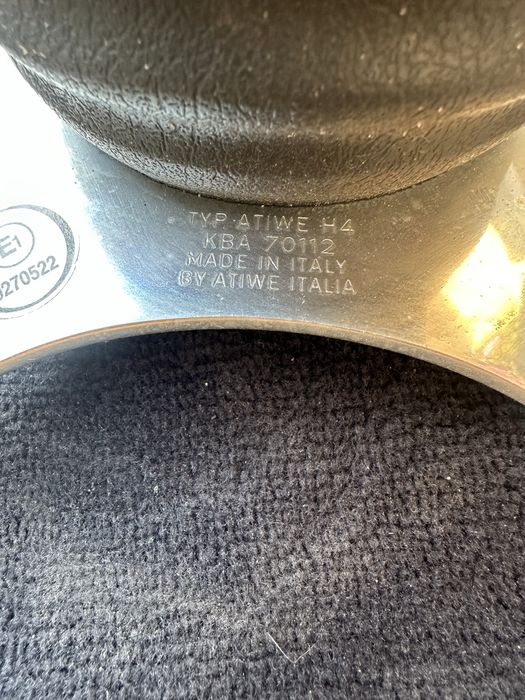 TYP ATIWE H4
KBA 70112
MADE IN ITALY
BY ATIWE ITALIA
E1
270522